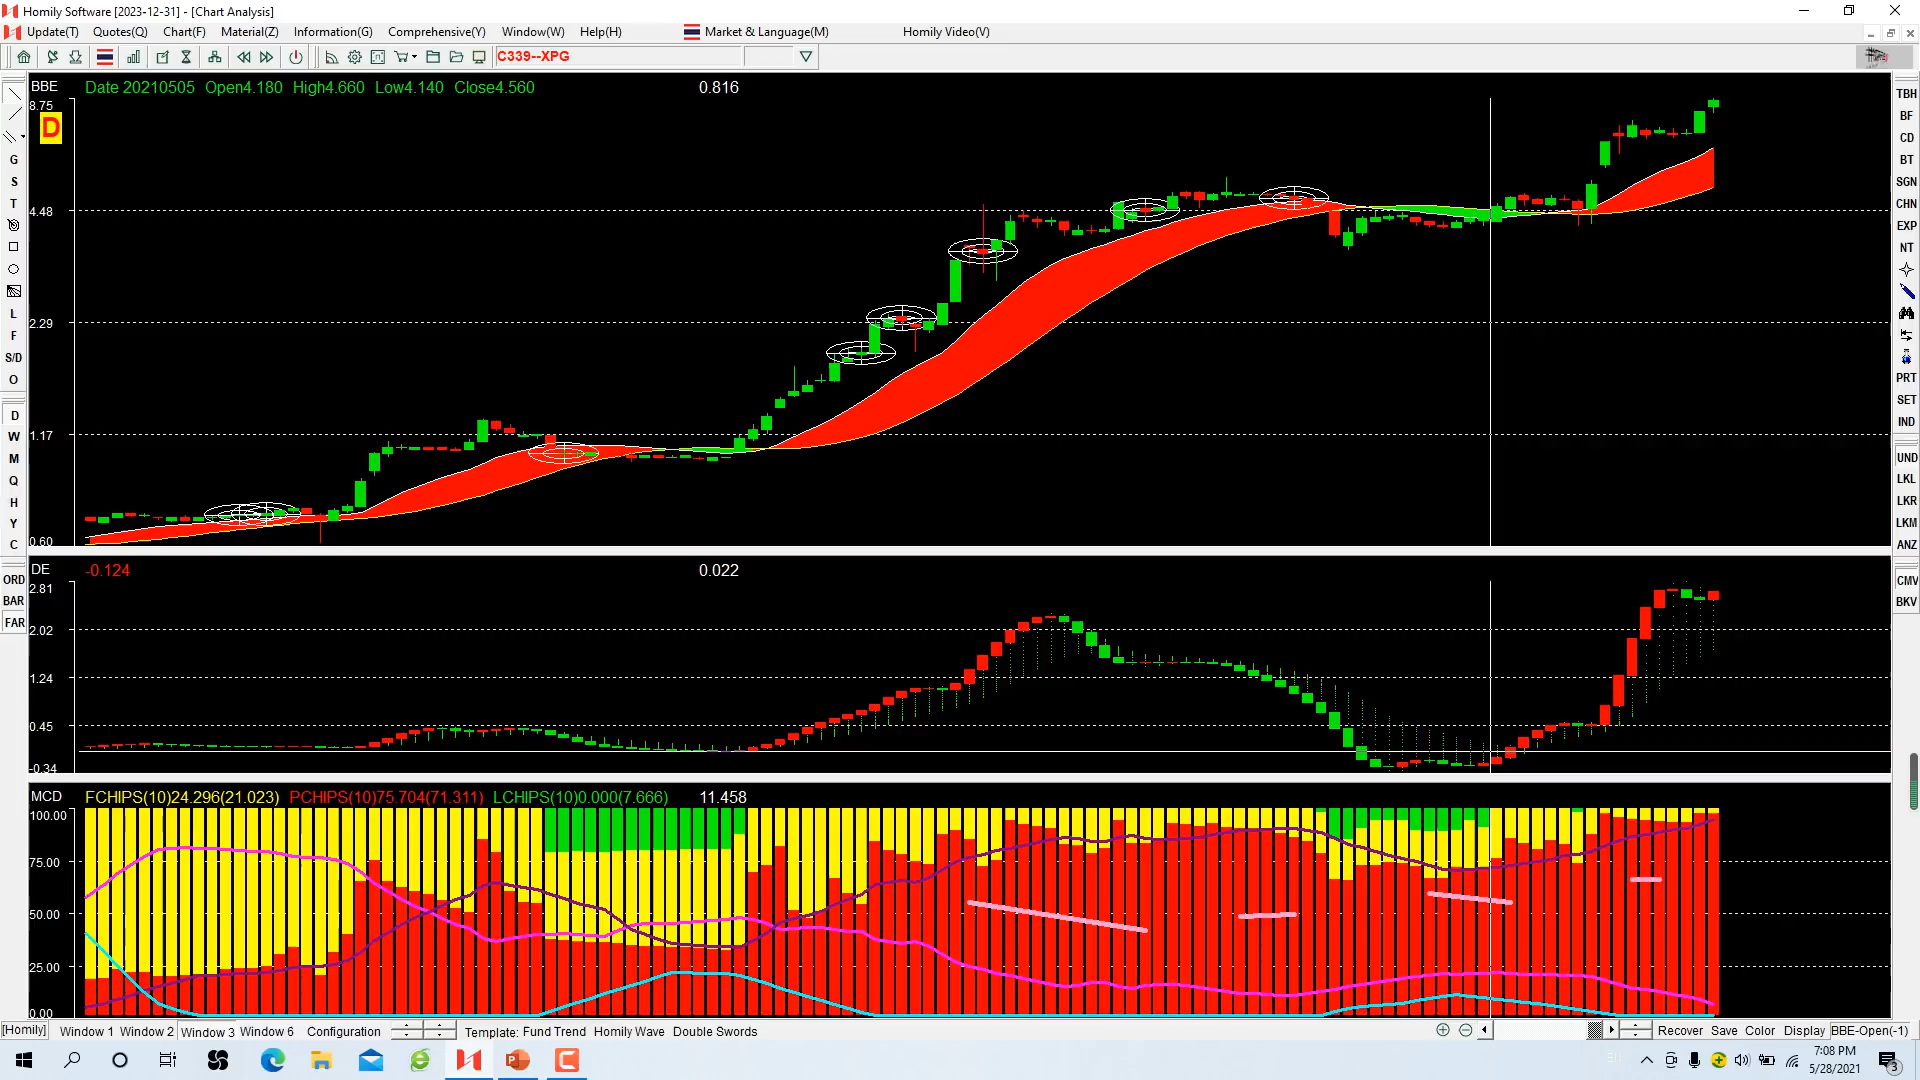 Homily Software [2023-12-31] - [Chart Analysis]
Update(T) Quotes(Q) Chart(F) Material(Z) Information(G) Comprehensive(Y) Window(W) Help(H) Market & Language(M) Homily Video(V)
C339--XPG
BBE Date 20210505 Open4.180 High4.660 Low4.140 Close4.560 0.816
8.75
D
4.48
2.29
1.17
0.60
DE -0.124 0.022
2.81
2.02
1.24
0.45
-0.34
MCD FCHIPS(10)24.296(21.023) PCHIPS(10)75.704(71.311) LCHIPS(10)0.000(7.666) 11.458
100.00
75.00
50.00
25.00
0.00
G
S
T
L
F
S/D
O
D
W
M
Q
H
Y
C
ORD
BAR
FAR
TBH
BF
CD
BT
SGN
CHN
EXP
NT
PRT
SET
IND
UND
LKL
LKR
LKM
ANZ
CMV
BKV
[Homily] Window 1 Window 2 Window 3 Window 6 Configuration Template: Fund Trend Homily Wave Double Swords Recover Save Color Display BBE-Open(-1)
7:08 PM
5/28/2021
3